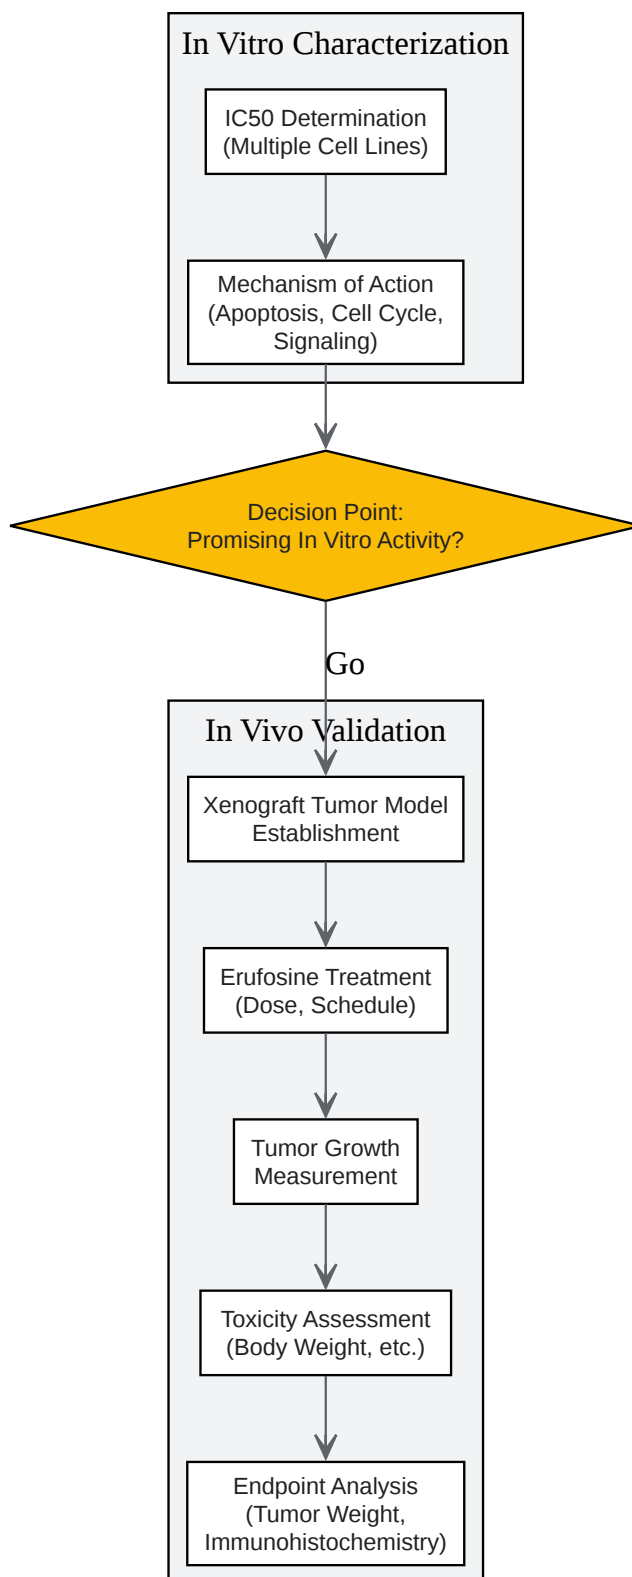 In Vitro Characterization
IC50 Determination
(Multiple Cell Lines)
Mechanism of Action
(Apoptosis, Cell Cycle,
Signaling)
Decision Point:
Promising In Vitro Activity?
Go
In Vivo Validation
Xenograft Tumor Model
Establishment
Erufosine Treatment
(Dose, Schedule)
Tumor Growth
Measurement
Toxicity Assessment
(Body Weight, etc.)
Endpoint Analysis
(Tumor Weight,
Immunohistochemistry)